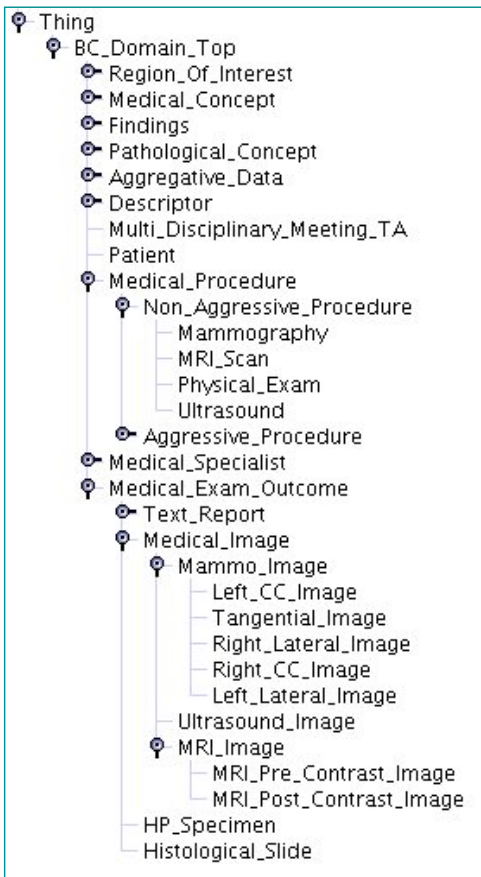 Thing
BC_Domain_Top
Region_Of_Interest
Medical_Concept
Findings
Pathological_Concept
Aggregative_Data
Descriptor
Multi_Disciplinary_Meeting_TA
Patient
Medical_Procedure
Non_Aggressive_Procedure
Mammography
MRI_Scan
Physical_Exam
Ultrasound
Aggressive_Procedure
Medical_Specialist
Medical_Exam_Outcome
Text_Report
Medical_Image
Mammo_Image
Left_CC_Image
Tangential_Image
Right_Lateral_Image
Right_CC_Image
Left_Lateral_Image
Ultrasound_Image
MRI_Image
MRI_Pre_Contrast_Image
MRI_Post_Contrast_Image
HP_Specimen
Histological_Slide